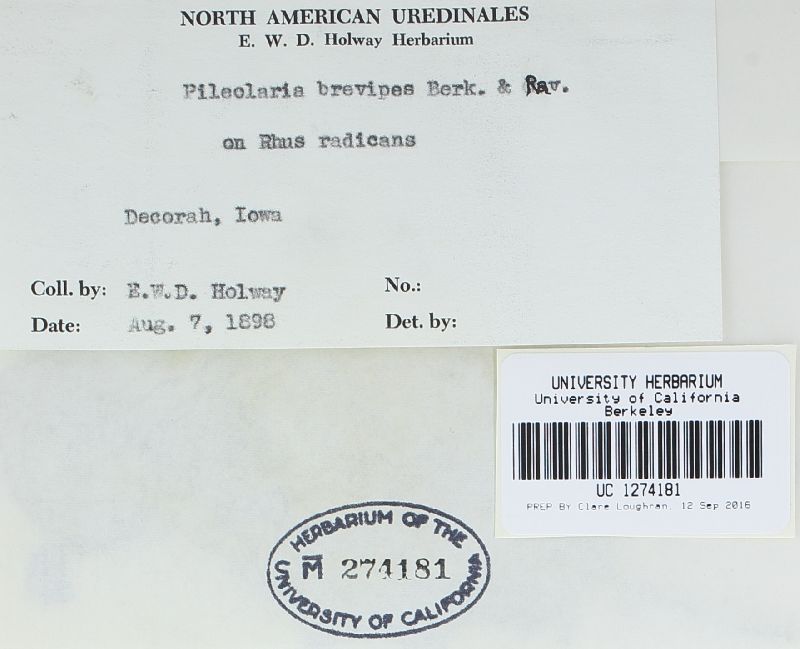 NORTH AMERICAN UREDINALES
E. W. D. Holway Herbarium
Pileolaria brevipes Berk. & Rav.
on Rhus radicans
Decorah, Iowa
Coll. by: E.W.D. Holway No.:
Date: Aug. 7, 1898 Det. by:
UNIVERSITY HERBARIUM
University of California
Berkeley
UC 1274181
PREP BY Clare Loughran, 12 Sep 2016
HERBARIUM OF THE
M̅ 274181
UNIVERSITY OF CALIFORNIA